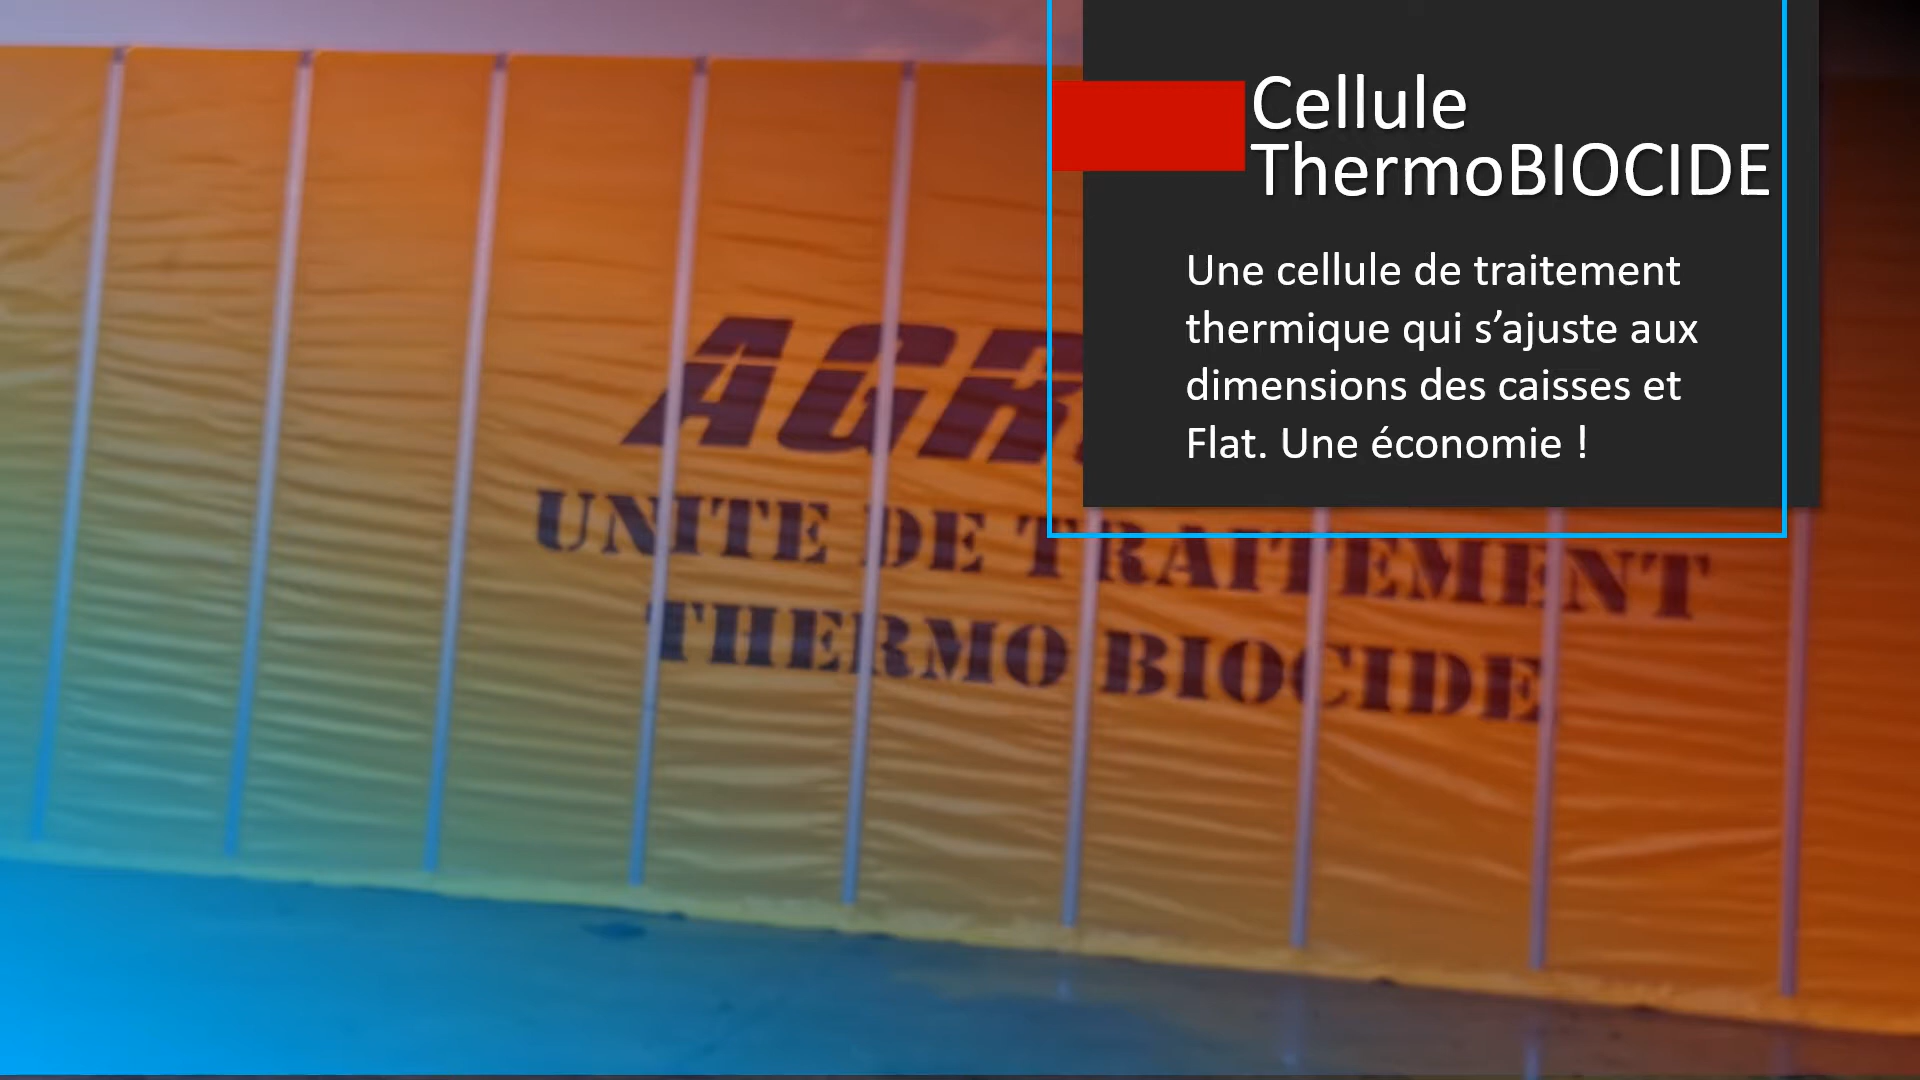 Cellule
ThermoBIOCIDE
Une cellule de traitement
thermique qui s’ajuste aux
dimensions des caisses et
Flat. Une économie !
UNITE DE TRAITEMENT
THERMO BIOCIDE